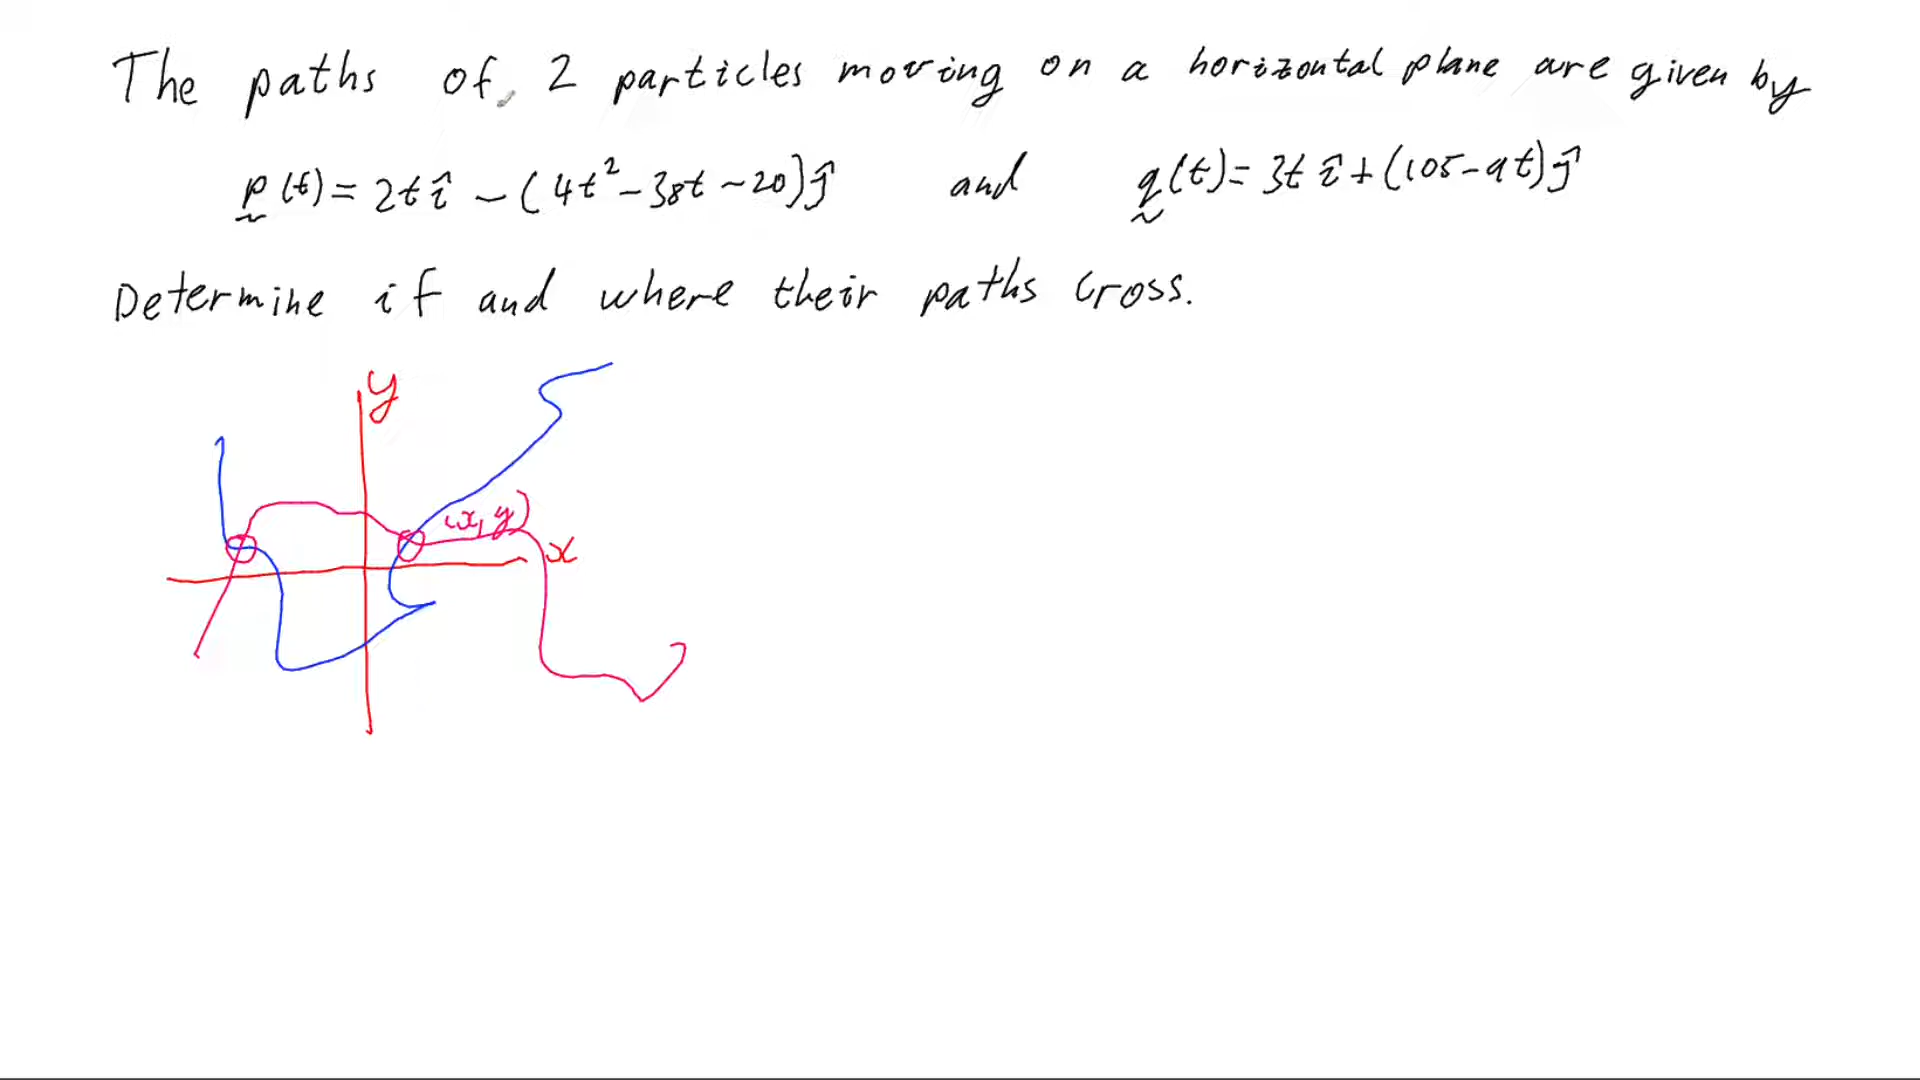 The paths of, 2 particles moving on a horizontal plane are given by
p(t) = 2t î - (4t² - 38t - 20) ĵ and q(t) = 3t î + (105 - 9t) ĵ
Determine if and where their paths cross.
y
(x, y)
x